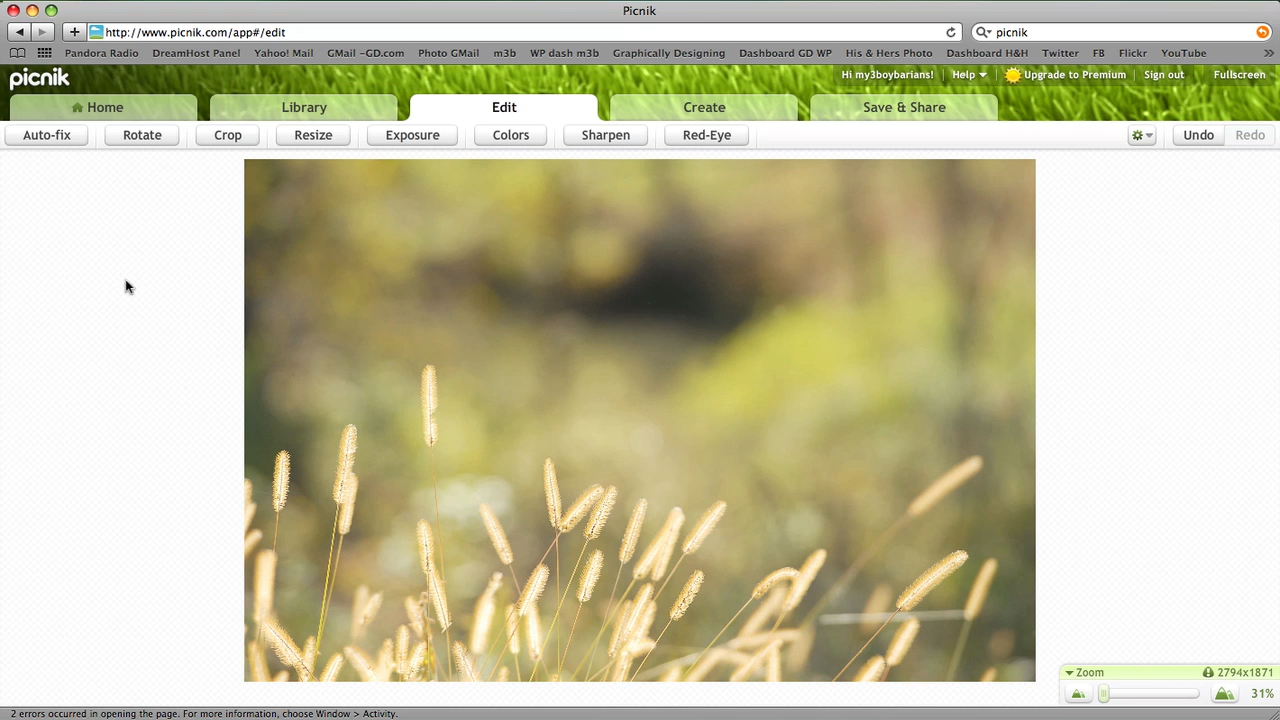 Picnik
http://www.picnik.com/app#/edit
picnik
Pandora Radio DreamHost Panel Yahoo! Mail GMail -GD.com Photo GMail m3b WP dash m3b Graphically Designing Dashboard GD WP His & Hers Photo Dashboard H&H Twitter FB Flickr YouTube
picnik Hi my3boybarians! Help Upgrade to Premium Sign out Fullscreen
Home Library Edit Create Save & Share
Auto-fix Rotate Crop Resize Exposure Colors Sharpen Red-Eye Undo Redo
Zoom 2794x1871
31%
2 errors occurred in opening the page. For more information, choose Window > Activity.